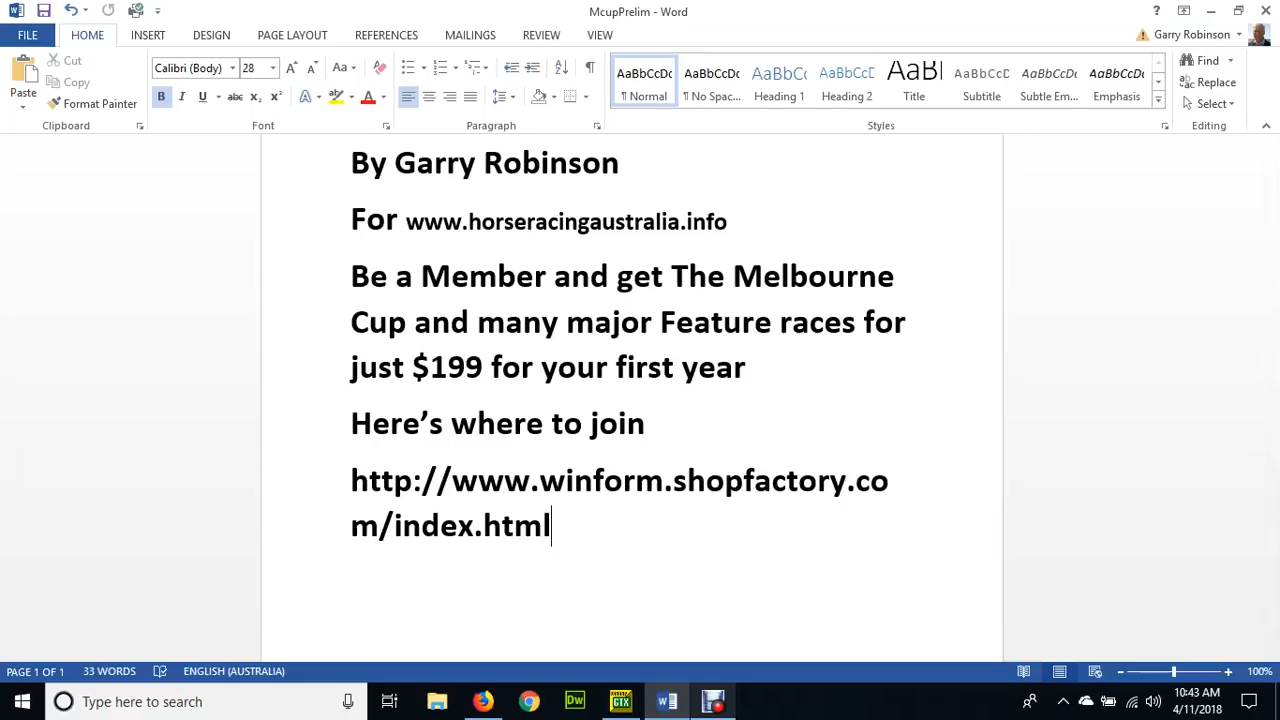 McupPrelim - Word
FILE HOME INSERT DESIGN PAGE LAYOUT REFERENCES MAILINGS REVIEW VIEW Garry Robinson
Cut
Copy
Format Painter
Paste
Clipboard
Calibri (Body) 28
Font
Paragraph
AaBbCcDc AaBbCcDc AaBbCc AaBbCcD AaBl AaBbCcD AaBbCcDc AaBbCcDc
¶ Normal ¶ No Spac... Heading 1 Heading 2 Title Subtitle Subtle Em... Emphasis
Styles
Find
Replace
Select
Editing
By Garry Robinson
For www.horseracingaustralia.info
Be a Member and get The Melbourne
Cup and many major Feature races for
just $199 for your first year
Here’s where to join
http://www.winform.shopfactory.co
m/index.html
PAGE 1 OF 1 33 WORDS ENGLISH (AUSTRALIA) 100%
Type here to search
10:43 AM
4/11/2018